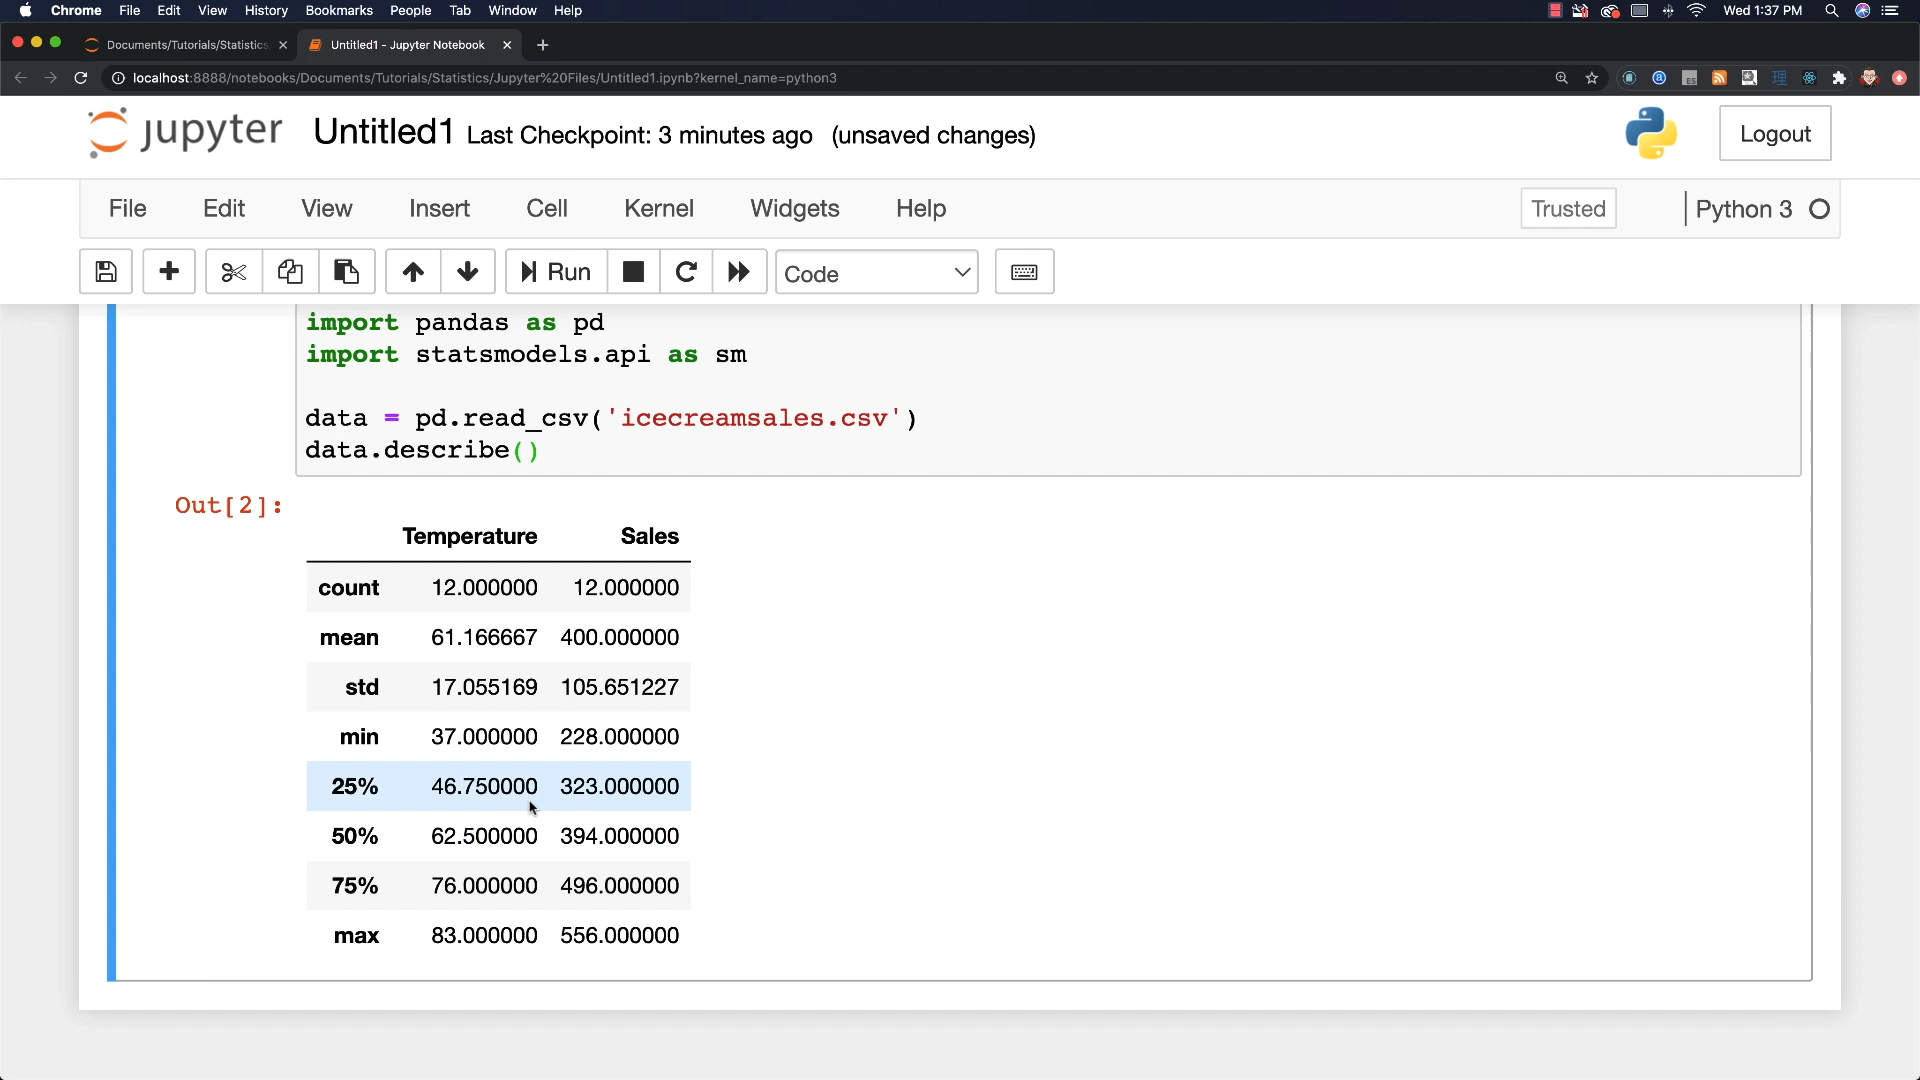 Chrome File Edit View History Bookmarks People Tab Window Help Wed 1:37 PM
Documents/Tutorials/Statistics Untitled1 - Jupyter Notebook
localhost:8888/notebooks/Documents/Tutorials/Statistics/Jupyter%20Files/Untitled1.ipynb?kernel_name=python3
jupyter Untitled1 Last Checkpoint: 3 minutes ago (unsaved changes) Logout
File Edit View Insert Cell Kernel Widgets Help Trusted Python 3
Run Code
import pandas as pd
import statsmodels.api as sm
data = pd.read_csv('icecreamsales.csv')
data.describe()
Out[2]:
Temperature Sales
count 12.000000 12.000000
mean 61.166667 400.000000
std 17.055169 105.651227
min 37.000000 228.000000
25% 46.750000 323.000000
50% 62.500000 394.000000
75% 76.000000 496.000000
max 83.000000 556.000000